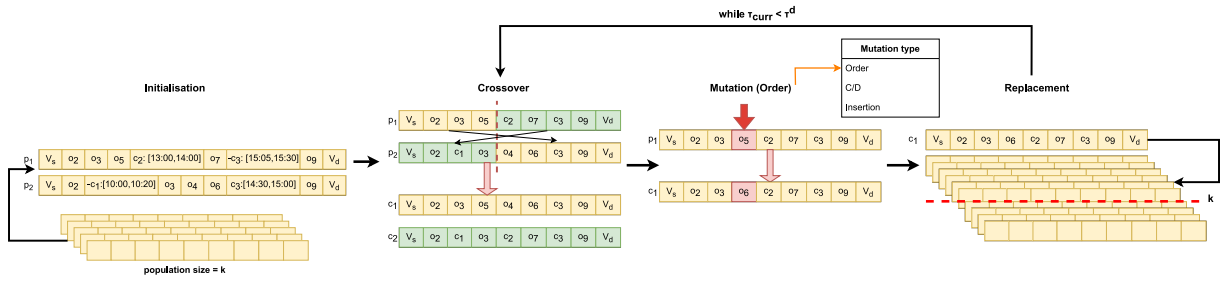 while τcurr < τ^d
Mutation type
Order
C/D
Insertion
Initialisation
Crossover
Mutation (Order)
Replacement
p1 Vs o2 o3 o5 c2: [13:00,14:00] o7 -c3: [15:05,15:30] o9 Vd
p2 Vs o2 -c1:[10:00,10:20] o3 o4 o6 c3:[14:30,15:00] o9 Vd
population size = k
p1 Vs o2 o3 o5 c2 o7 c3 o9 Vd
p2 Vs o2 c1 o3 o4 o6 c3 o9 Vd
c1 Vs o2 o3 o5 o4 o6 c3 o9 Vd
c2 Vs o2 c1 o3 c2 o7 c3 o9 Vd
p1 Vs o2 o3 o5 c2 o7 c3 o9 Vd
c1 Vs o2 o3 o6 c2 o7 c3 o9 Vd
c1 Vs o2 o3 o6 c2 o7 c3 o9 Vd
k